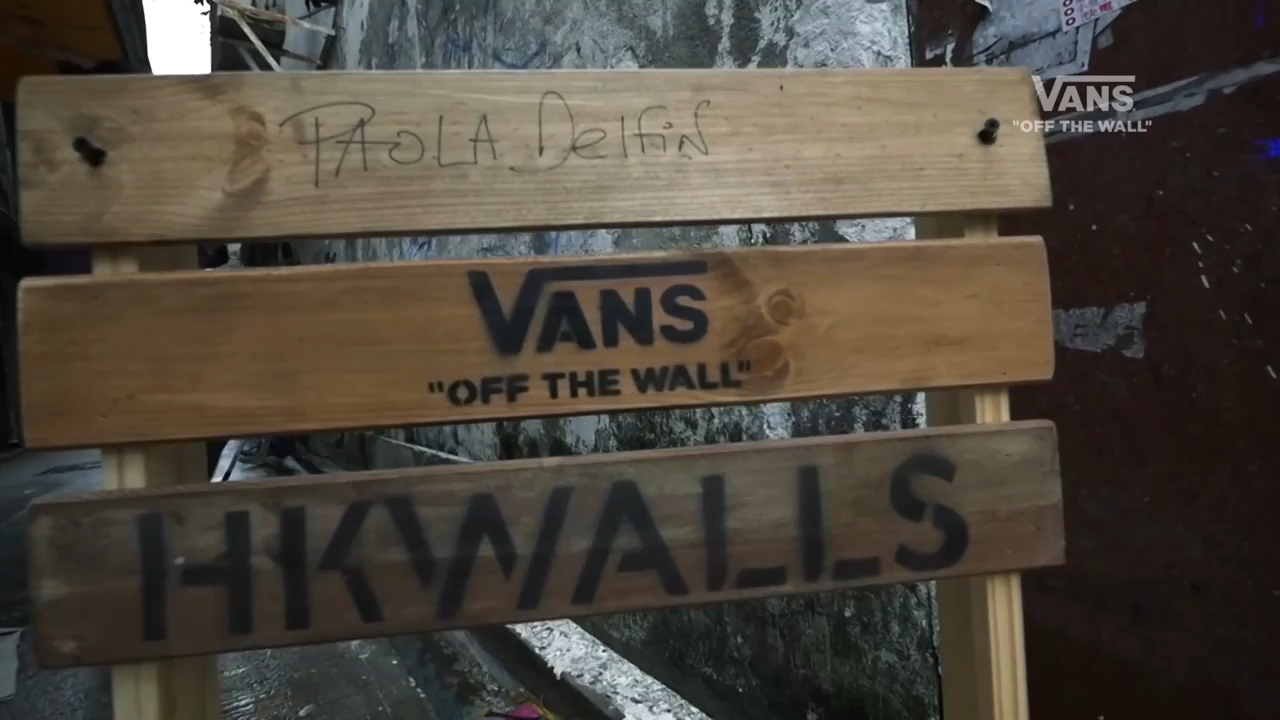 PAOLA Delfin
VANS
"OFF THE WALL"
VANS
"OFF THE WALL"
HKWALLS